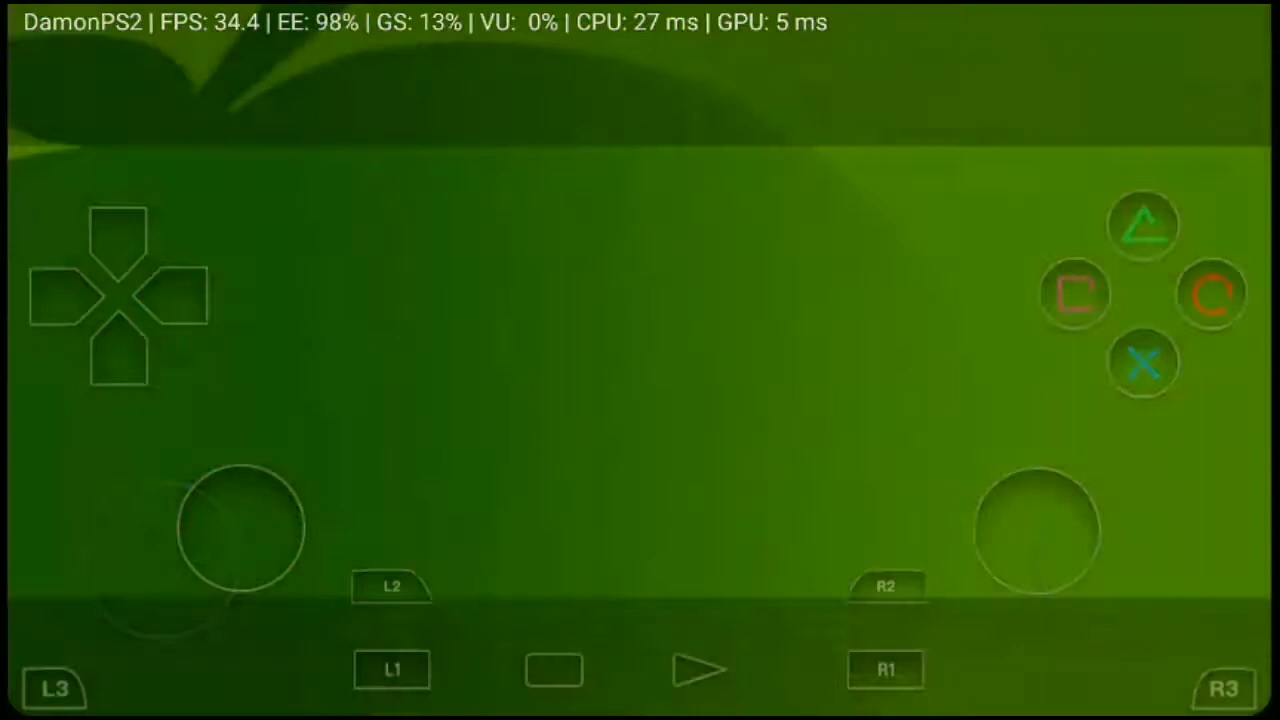 DamonPS2 | FPS: 34.4 | EE: 98% | GS: 13% | VU:  0% | CPU: 27 ms | GPU: 5 ms
L2
R2
L1
R1
L3
R3